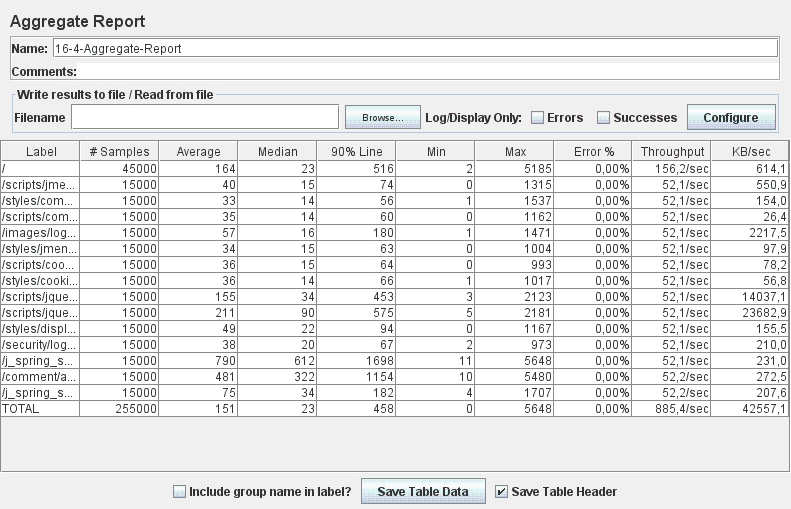 Aggregate Report
Name: 16-4-Aggregate-Report
Comments:
Write results to file / Read from file
Filename Browse... Log/Display Only: Errors Successes Configure
Label # Samples Average Median 90% Line Min Max Error % Throughput KB/sec
/ 45000 164 23 516 2 5185 0,00% 156,2/sec 614,1
/scripts/jme... 15000 40 15 74 0 1315 0,00% 52,1/sec 550,9
/styles/com... 15000 33 14 56 1 1537 0,00% 52,1/sec 154,0
/scripts/com... 15000 35 14 60 0 1162 0,00% 52,1/sec 26,4
/images/log... 15000 57 16 180 1 1471 0,00% 52,1/sec 2217,5
/styles/jmen... 15000 34 15 63 0 1004 0,00% 52,1/sec 97,9
/scripts/coo... 15000 36 15 64 0 993 0,00% 52,1/sec 78,2
/styles/cooki... 15000 36 14 66 1 1017 0,00% 52,1/sec 56,8
/scripts/jque... 15000 155 34 453 3 2123 0,00% 52,1/sec 14037,1
/scripts/jque... 15000 211 90 575 5 2181 0,00% 52,1/sec 23682,9
/styles/displ... 15000 49 22 94 0 1167 0,00% 52,1/sec 155,5
/security/log... 15000 38 20 67 2 973 0,00% 52,1/sec 210,0
/j_spring_s... 15000 790 612 1698 11 5648 0,00% 52,1/sec 231,0
/comment/a... 15000 481 322 1154 10 5480 0,00% 52,2/sec 272,5
/j_spring_s... 15000 75 34 182 4 1707 0,00% 52,2/sec 207,6
TOTAL 255000 151 23 458 0 5648 0,00% 885,4/sec 42557,1
Include group name in label? Save Table Data Save Table Header